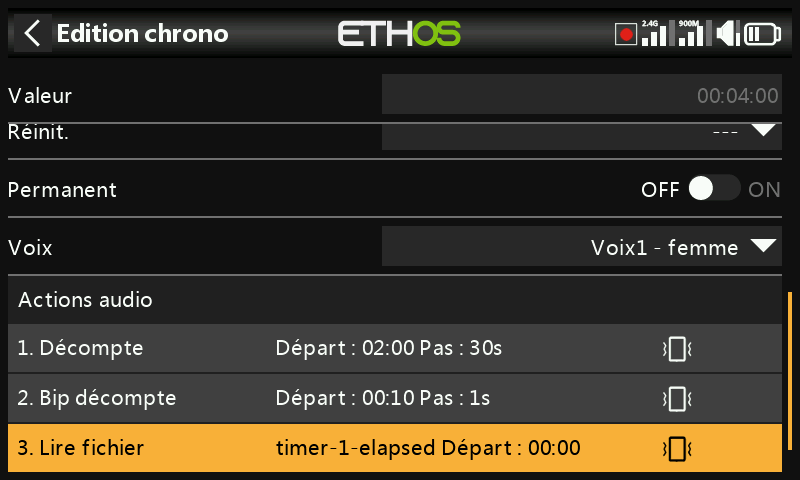 Edition chrono ETHOS 2.4G 900M
Valeur 00:04:00
Réinit. ---
Permanent OFF ON
Voix Voix1 - femme
Actions audio
1. Décompte Départ : 02:00 Pas : 30s
2. Bip décompte Départ : 00:10 Pas : 1s
3. Lire fichier timer-1-elapsed Départ : 00:00